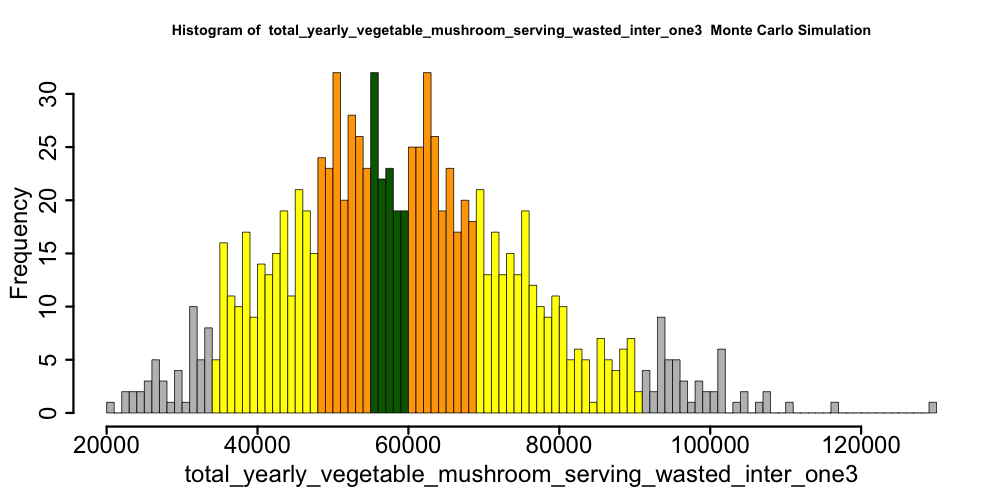 Histogram of  total_yearly_vegetable_mushroom_serving_wasted_inter_one3  Monte Carlo Simulation
Frequency
30
25
20
15
10
5
0
20000 40000 60000 80000 100000 120000
total_yearly_vegetable_mushroom_serving_wasted_inter_one3